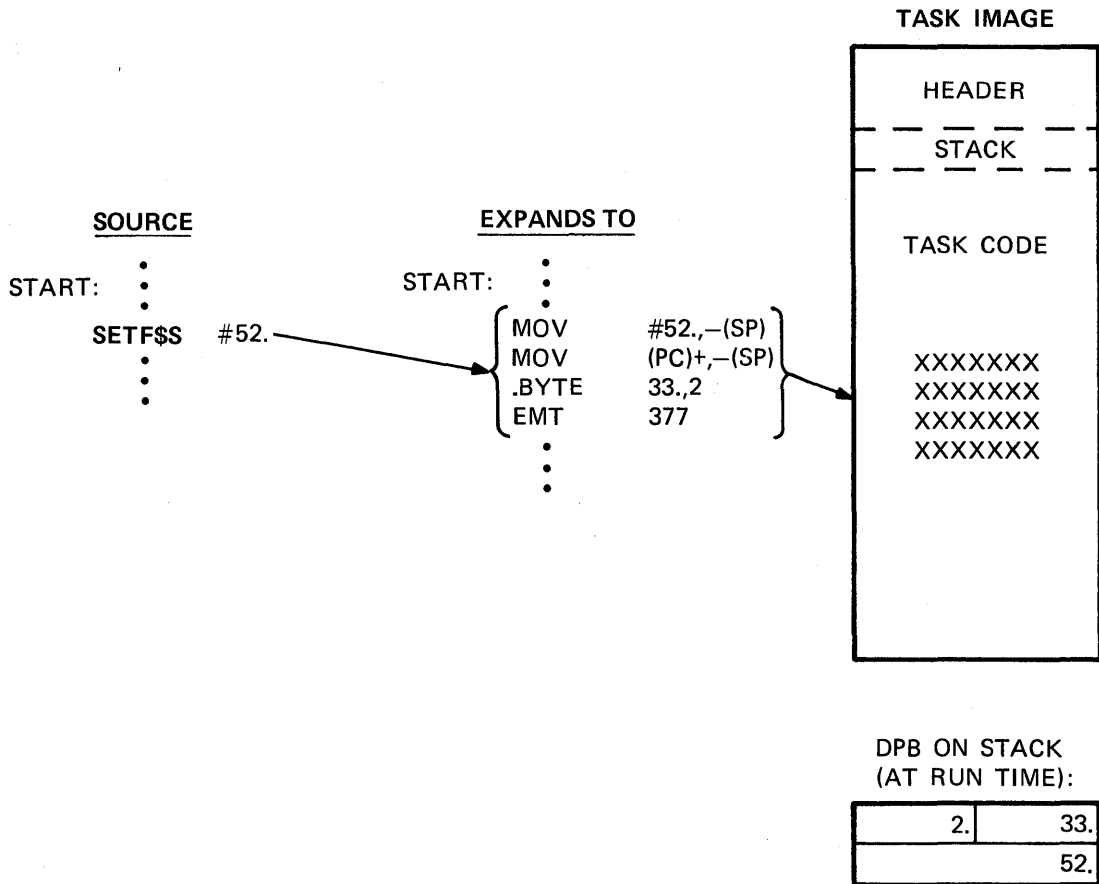 TASK IMAGE
HEADER
STACK
TASK CODE
XXXXXXX
XXXXXXX
XXXXXXX
XXXXXXX
SOURCE
START:
SETF$S #52.
EXPANDS TO
START:
MOV #52.,–(SP)
MOV (PC)+,–(SP)
.BYTE 33.,2
EMT 377
DPB ON STACK
(AT RUN TIME):
2. 33.
52.